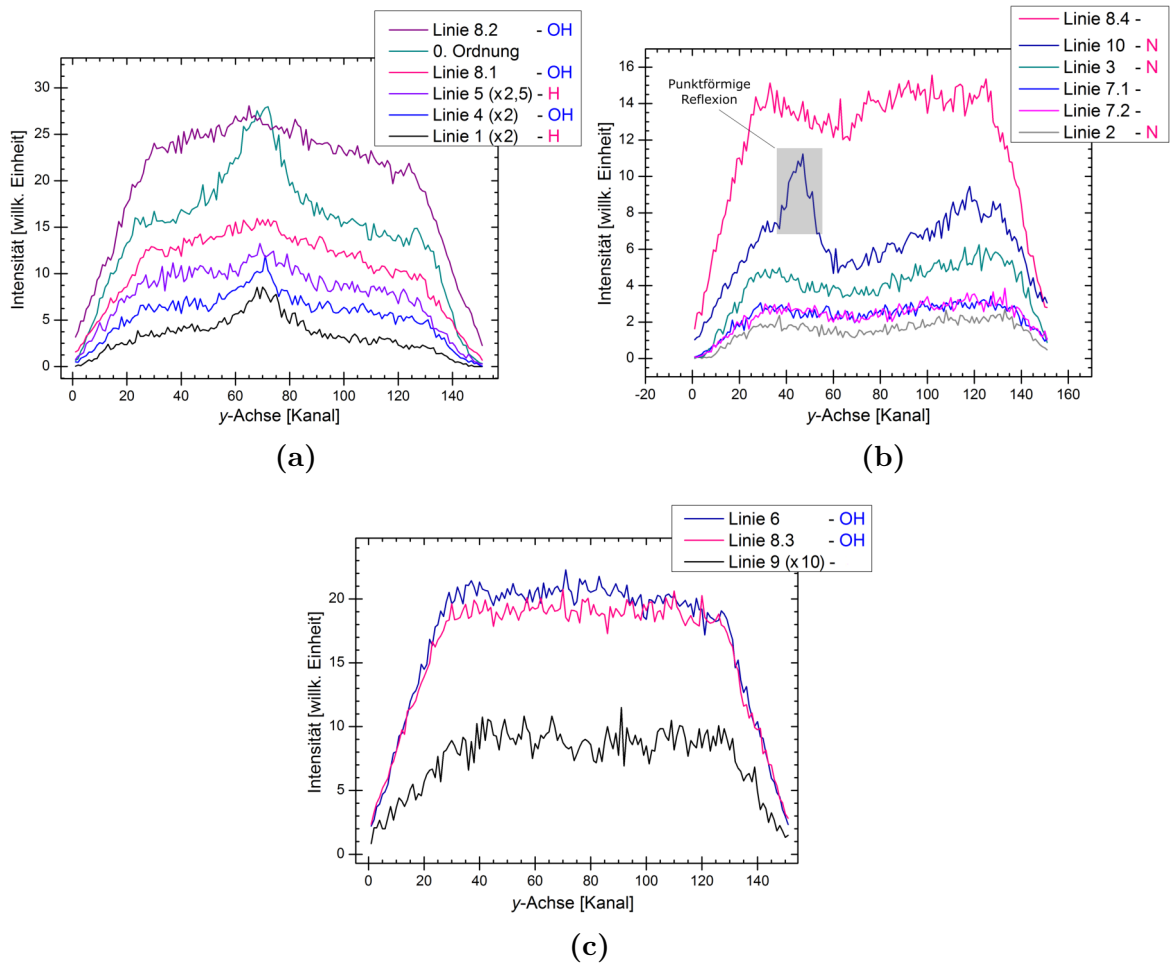 Linie 8.2 - OH
0. Ordnung
Linie 8.1 - OH
Linie 5 (x2,5) - H
Linie 4 (x2) - OH
Linie 1 (x2) - H
Intensität [willk. Einheit]
30
25
20
15
10
5
0
0 20 40 60 80 100 120 140
y-Achse [Kanal]
(a)
Linie 8.4 -
Linie 10 - N
Linie 3 - N
Linie 7.1 -
Linie 7.2 -
Linie 2 - N
Punktförmige
Reflexion
Intensität [willk. Einheit]
16
14
12
10
8
6
4
2
0
-20 0 20 40 60 80 100 120 140 160
y-Achse [Kanal]
(b)
Linie 6 - OH
Linie 8.3 - OH
Linie 9 (x10) -
Intensität [willk. Einheit]
20
15
10
5
0
0 20 40 60 80 100 120 140
y-Achse [Kanal]
(c)